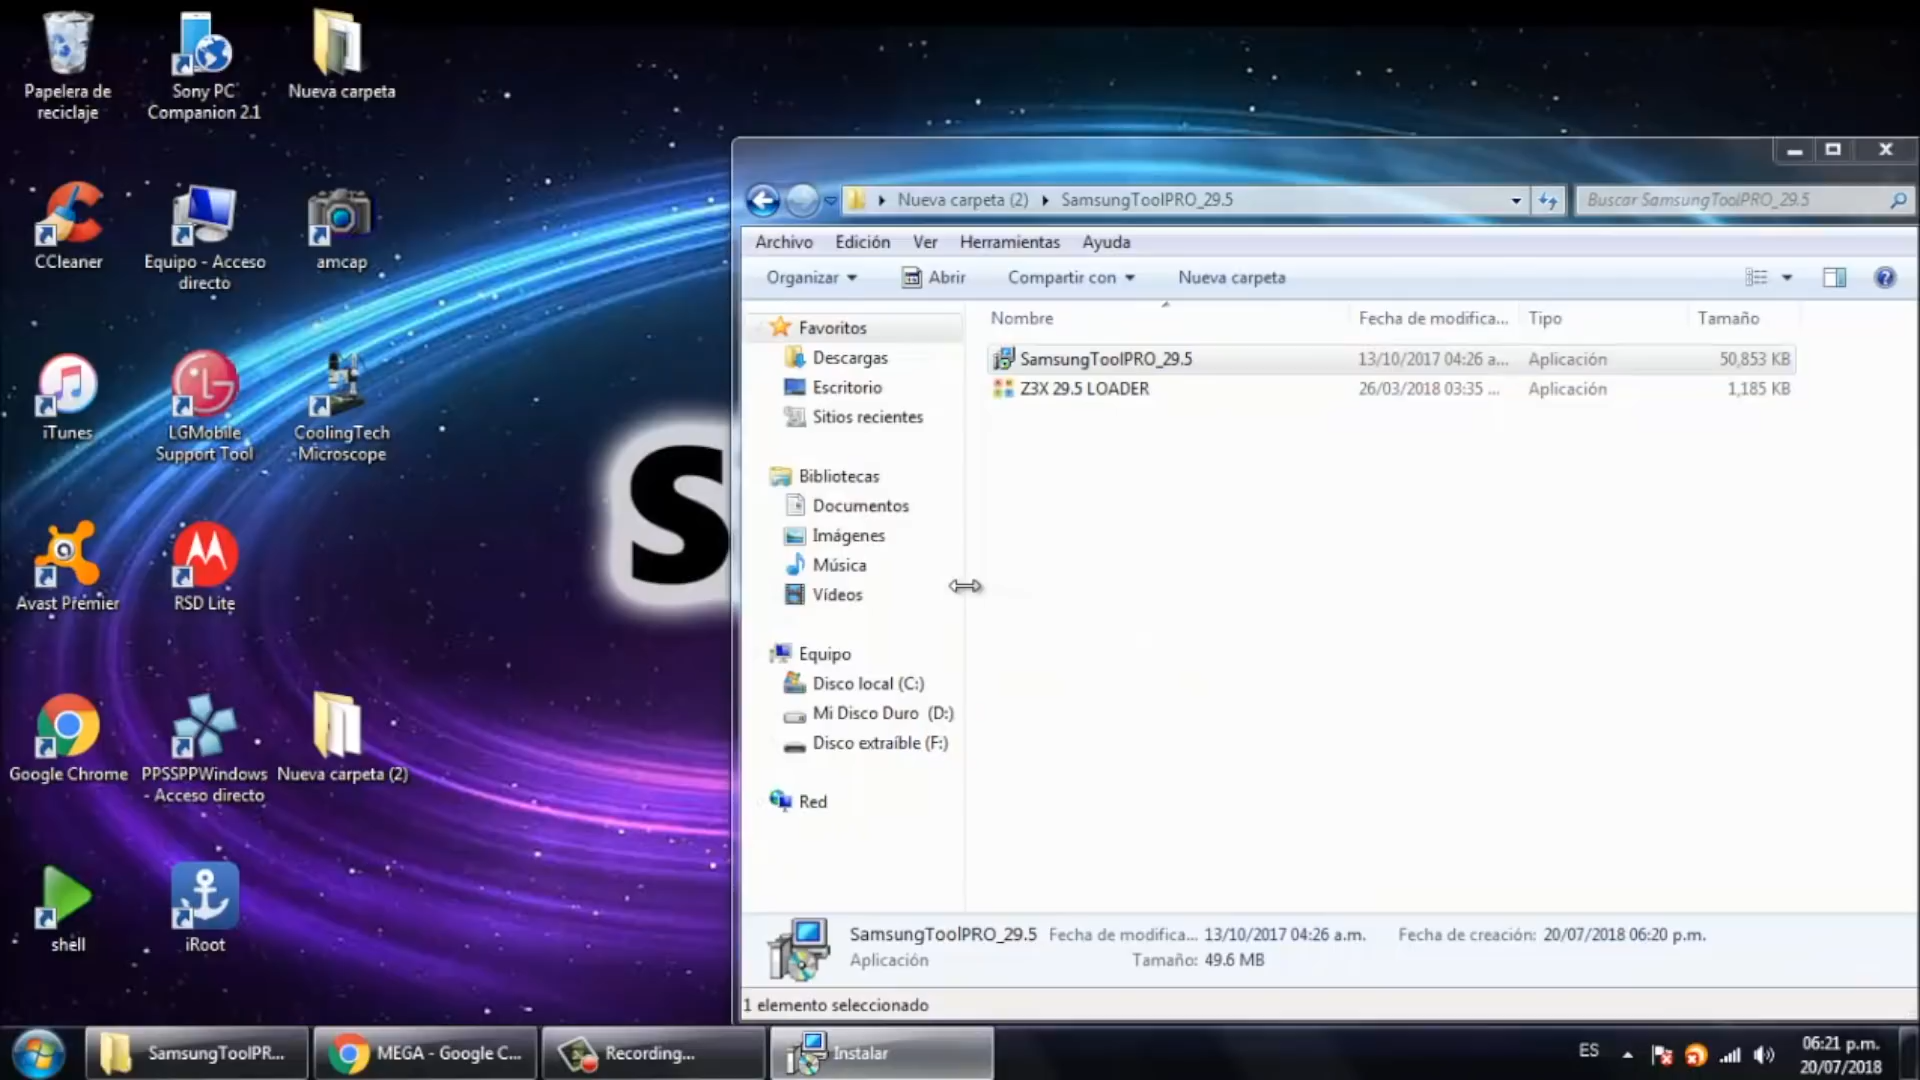 Papelera de
reciclaje
Sony PC
Companion 2.1
Nueva carpeta
CCleaner
Equipo - Acceso
directo
amcap
iTunes
LGMobile
Support Tool
CoolingTech
Microscope
Avast Premier
RSD Lite
Google Chrome
PPSSPPWindows
- Acceso directo
Nueva carpeta (2)
shell
iRoot
S
Nueva carpeta (2) SamsungToolPRO_29.5
Buscar SamsungToolPRO_29.5
Archivo Edición Ver Herramientas Ayuda
Organizar Abrir Compartir con Nueva carpeta
Favoritos
Descargas
Escritorio
Sitios recientes
Bibliotecas
Documentos
Imágenes
Música
Vídeos
Equipo
Disco local (C:)
Mi Disco Duro (D:)
Disco extraíble (F:)
Red
Nombre Fecha de modifica... Tipo Tamaño
SamsungToolPRO_29.5 13/10/2017 04:26 a... Aplicación 50,853 KB
Z3X 29.5 LOADER 26/03/2018 03:35 ... Aplicación 1,185 KB
SamsungToolPRO_29.5 Fecha de modifica... 13/10/2017 04:26 a.m. Fecha de creación: 20/07/2018 06:20 p.m.
Aplicación Tamaño: 49.6 MB
1 elemento seleccionado
SamsungToolPR... MEGA - Google C... Recording... Instalar
ES
06:21 p.m.
20/07/2018